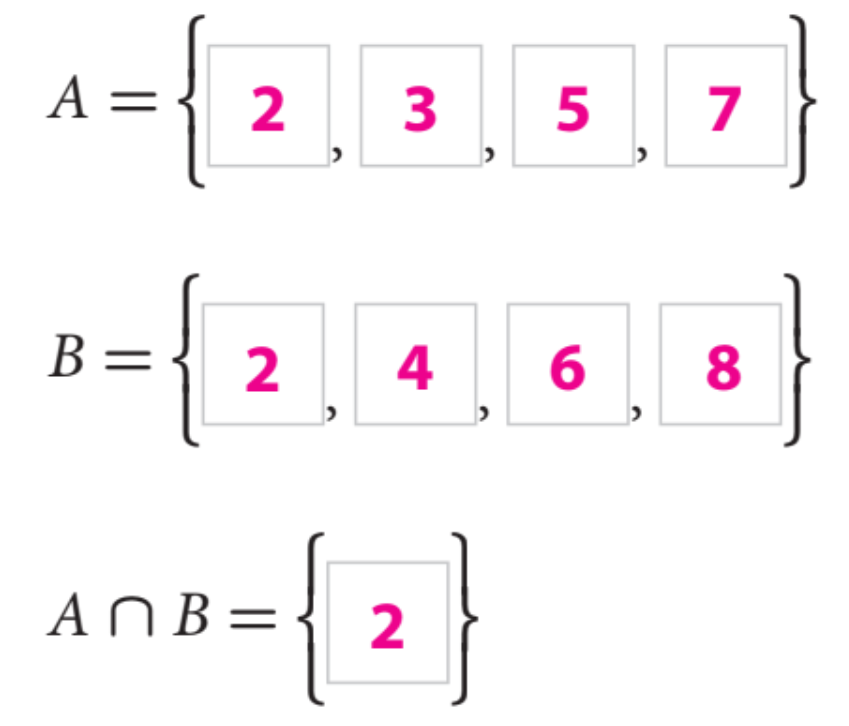 A = { 2 , 3 , 5 , 7 }
B = { 2 , 4 , 6 , 8 }
A ∩ B = { 2 }